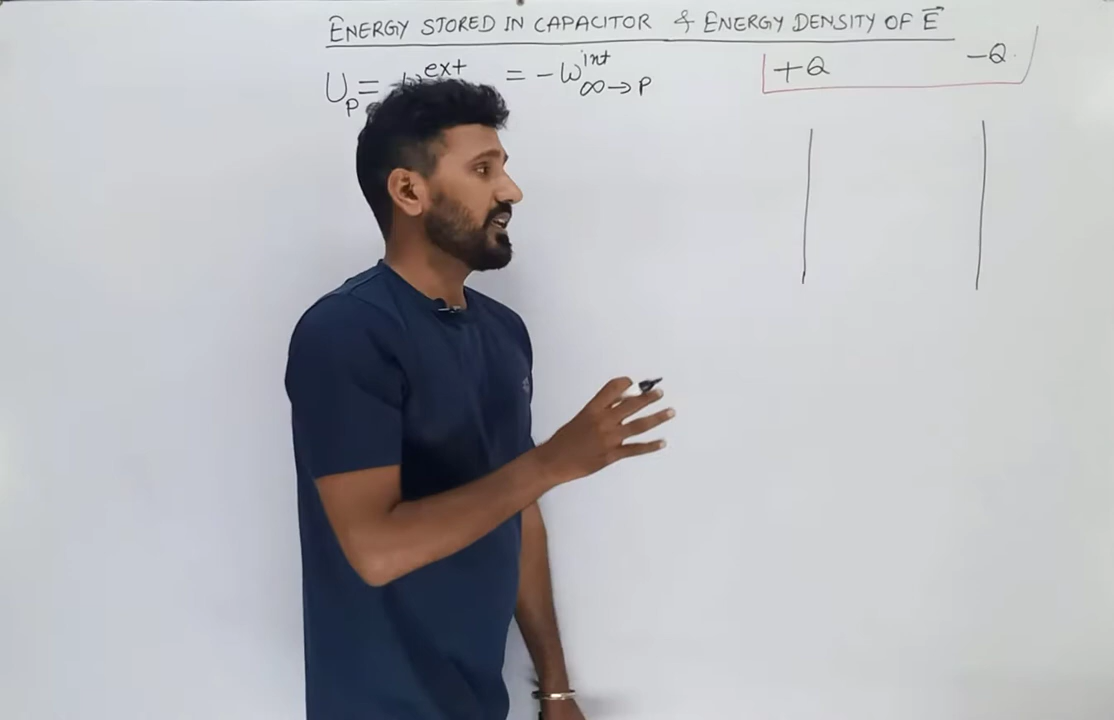 ENERGY STORED IN CAPACITOR & ENERGY DENSITY OF E⃗
U_P = W^ext = -W^int_∞→P
+Q -Q